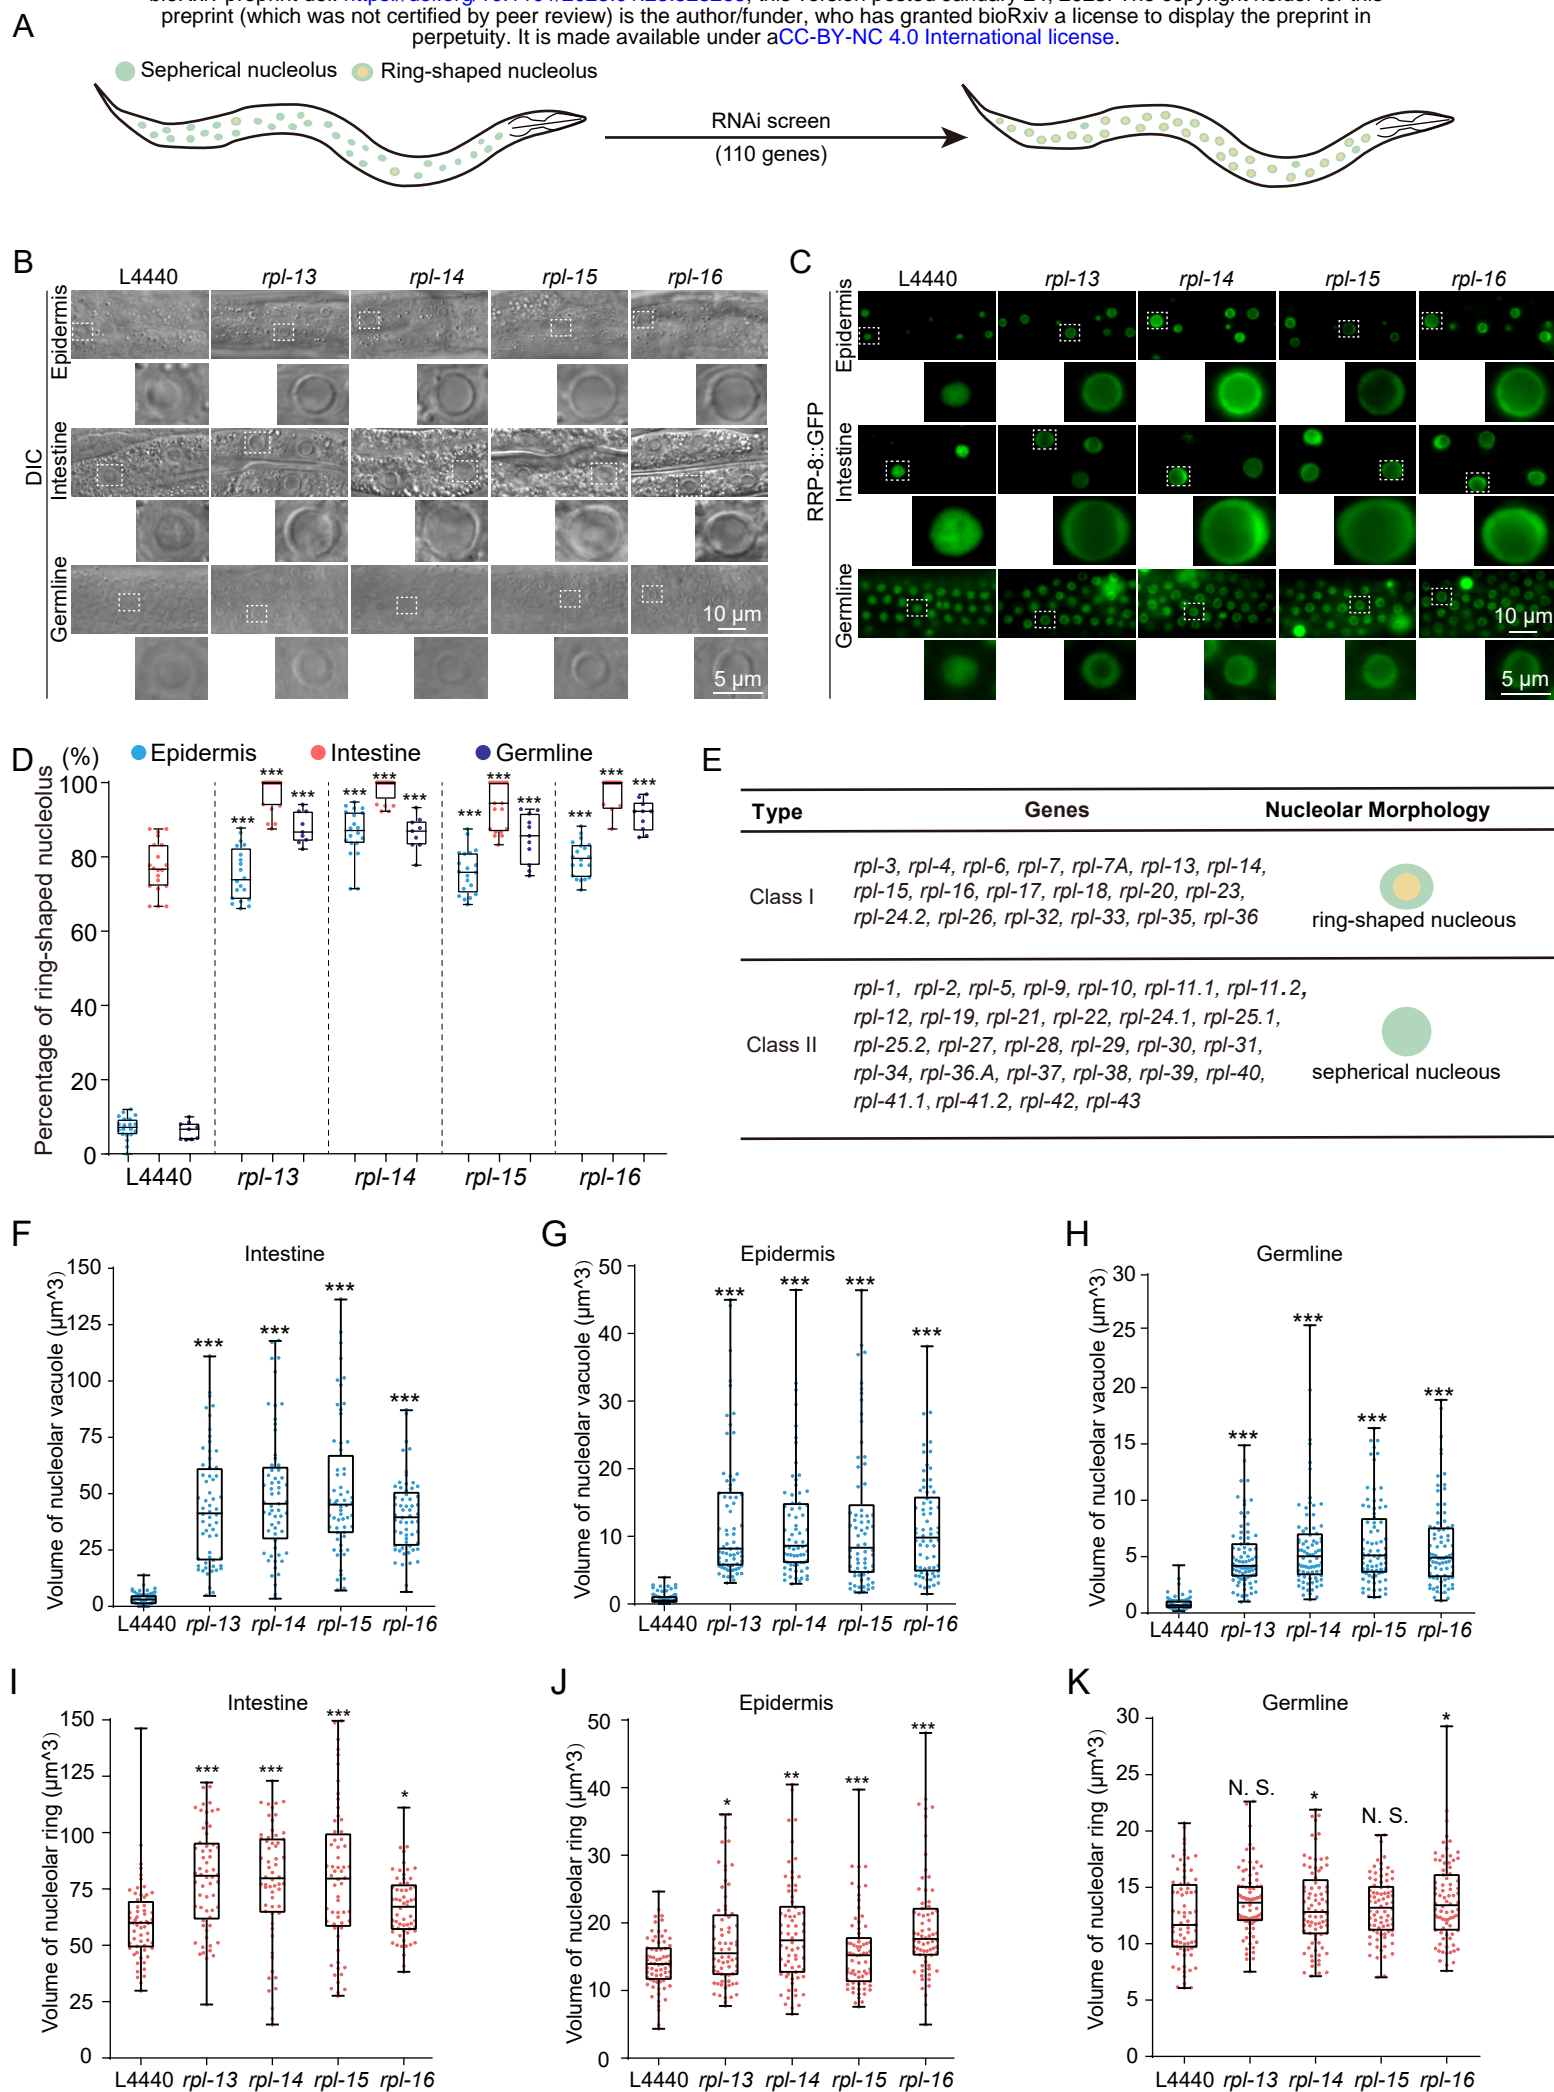 preprint (which was not certified by peer review) is the author/funder, who has granted bioRxiv a license to display the preprint in
perpetuity. It is made available under aCC-BY-NC 4.0 International license.
A
Sepherical nucleolus Ring-shaped nucleolus
RNAi screen
(110 genes)
B
L4440 rpl-13 rpl-14 rpl-15 rpl-16
DIC
Epidermis
Intestine
Germline
10 µm
5 µm
C
L4440 rpl-13 rpl-14 rpl-15 rpl-16
RRP-8::GFP
Epidermis
Intestine
Germline
10 µm
5 µm
D
(%) Epidermis Intestine Germline
Percentage of ring-shaped nucleolus
100
80
60
40
20
0
*** *** ***
*** *** ***
*** *** ***
*** *** ***
L4440 rpl-13 rpl-14 rpl-15 rpl-16
E
Type Genes Nucleolar Morphology
Class I
rpl-3, rpl-4, rpl-6, rpl-7, rpl-7A, rpl-13, rpl-14,
rpl-15, rpl-16, rpl-17, rpl-18, rpl-20, rpl-23,
rpl-24.2, rpl-26, rpl-32, rpl-33, rpl-35, rpl-36
ring-shaped nucleous
Class II
rpl-1, rpl-2, rpl-5, rpl-9, rpl-10, rpl-11.1, rpl-11.2,
rpl-12, rpl-19, rpl-21, rpl-22, rpl-24.1, rpl-25.1,
rpl-25.2, rpl-27, rpl-28, rpl-29, rpl-30, rpl-31,
rpl-34, rpl-36.A, rpl-37, rpl-38, rpl-39, rpl-40,
rpl-41.1, rpl-41.2, rpl-42, rpl-43
sepherical nucleous
F
Intestine
Volume of nucleolar vacuole (µm^3)
150
125
100
75
50
25
0
*** *** *** ***
L4440 rpl-13 rpl-14 rpl-15 rpl-16
G
Epidermis
Volume of nucleolar vacuole (µm^3)
50
40
30
20
10
0
*** *** *** ***
L4440 rpl-13 rpl-14 rpl-15 rpl-16
H
Germline
Volume of nucleolar vacuole (µm^3)
30
25
20
15
10
5
0
*** *** *** ***
L4440 rpl-13 rpl-14 rpl-15 rpl-16
I
Intestine
Volume of nucleolar ring (µm^3)
150
125
100
75
50
25
0
*** *** *** *
L4440 rpl-13 rpl-14 rpl-15 rpl-16
J
Epidermis
Volume of nucleolar ring (µm^3)
50
40
30
20
10
0
* ** *** ***
L4440 rpl-13 rpl-14 rpl-15 rpl-16
K
Germline
Volume of nucleolar ring (µm^3)
30
25
20
15
10
5
0
N. S. * N. S. *
L4440 rpl-13 rpl-14 rpl-15 rpl-16